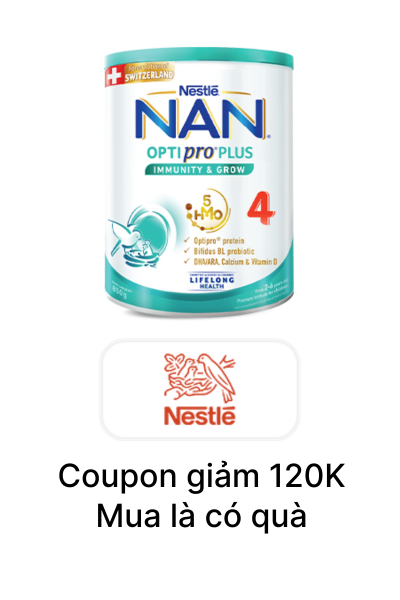 SWITZERLAND
Nestlé
NAN
OPTIpro PLUS
IMMUNITY & GROW
5
HMO
4
✓ Optipro® protein
✓ Bifidus BL probiotic
✓ DHA/ARA, Calcium & Vitamin D
LIFELONG
HEALTH
Nestlé
Coupon giảm 120K
Mua là có quà